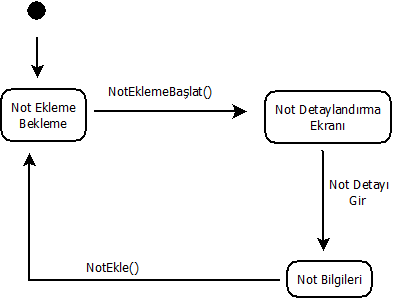 NotEklemeBaşlat()
Not Ekleme
Bekleme
Not Detaylandırma
Ekranı
Not Detayı
Gir
NotEkle()
Not Bilgileri